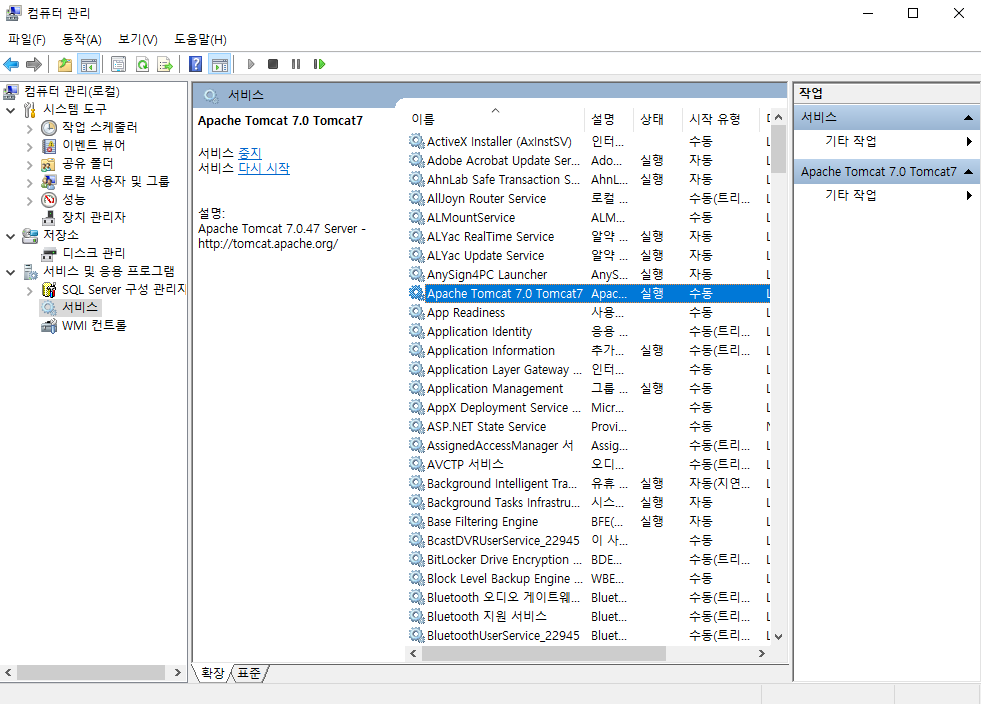 컴퓨터 관리
파일(F) 동작(A) 보기(V) 도움말(H)
컴퓨터 관리(로컬)
시스템 도구
작업 스케줄러
이벤트 뷰어
공유 폴더
로컬 사용자 및 그룹
성능
장치 관리자
저장소
디스크 관리
서비스 및 응용 프로그램
SQL Server 구성 관리자
서비스
WMI 컨트롤
서비스
Apache Tomcat 7.0 Tomcat7
서비스 중지
서비스 다시 시작
설명:
Apache Tomcat 7.0.47 Server -
http://tomcat.apache.org/
이름 설명 상태 시작 유형
ActiveX Installer (AxInstSV) 인터... 수동
Adobe Acrobat Update Ser... Ado... 실행 자동
AhnLab Safe Transaction S... AhnL... 실행 자동
AllJoyn Router Service 로컬 ... 수동(트리...
ALMountService ALM... 수동
ALYac RealTime Service 알약 ... 실행 자동
ALYac Update Service 알약 ... 실행 자동
AnySign4PC Launcher AnyS... 실행 자동
Apache Tomcat 7.0 Tomcat7 Apac... 실행 수동
App Readiness 사용... 수동
Application Identity 응용 ... 수동(트리...
Application Information 추가... 실행 수동(트리...
Application Layer Gateway ... 인터... 수동
Application Management 그룹 ... 실행 수동
AppX Deployment Service ... Micr... 수동
ASP.NET State Service Provi... 수동
AssignedAccessManager 서 Assig... 수동(트리...
AVCTP 서비스 오디... 수동(트리...
Background Intelligent Tra... 유휴 ... 실행 자동(지연...
Background Tasks Infrastru... 시스... 실행 자동
Base Filtering Engine BFE(... 실행 자동
BcastDVRUserService_22945 이 사... 수동
BitLocker Drive Encryption ... BDE... 수동(트리...
Block Level Backup Engine ... WBE... 수동
Bluetooth 오디오 게이트웨... Bluet... 수동(트리...
Bluetooth 지원 서비스 Bluet... 수동(트리...
BluetoothUserService_22945 Bluet... 수동(트리...
확장 표준
작업
서비스
기타 작업
Apache Tomcat 7.0 Tomcat7
기타 작업